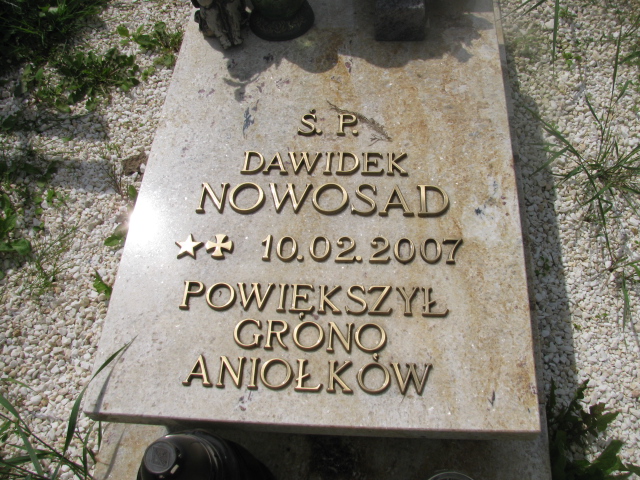 Ś. P.
DAWIDEK
NOWOSAD
10.02.2007
POWIĘKSZYŁ
GRONO
ANIOŁKÓW